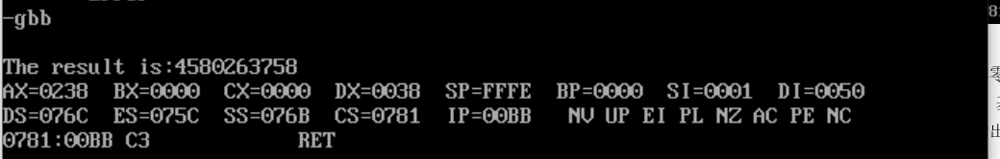 -gbb
The result is:4580263758
AX=0238 BX=0000 CX=0000 DX=0038 SP=FFFE BP=0000 SI=0001 DI=0050
DS=076C ES=075C SS=076B CS=0781 IP=00BB NV UP EI PL NZ AC PE NC
0781:00BB C3 RET